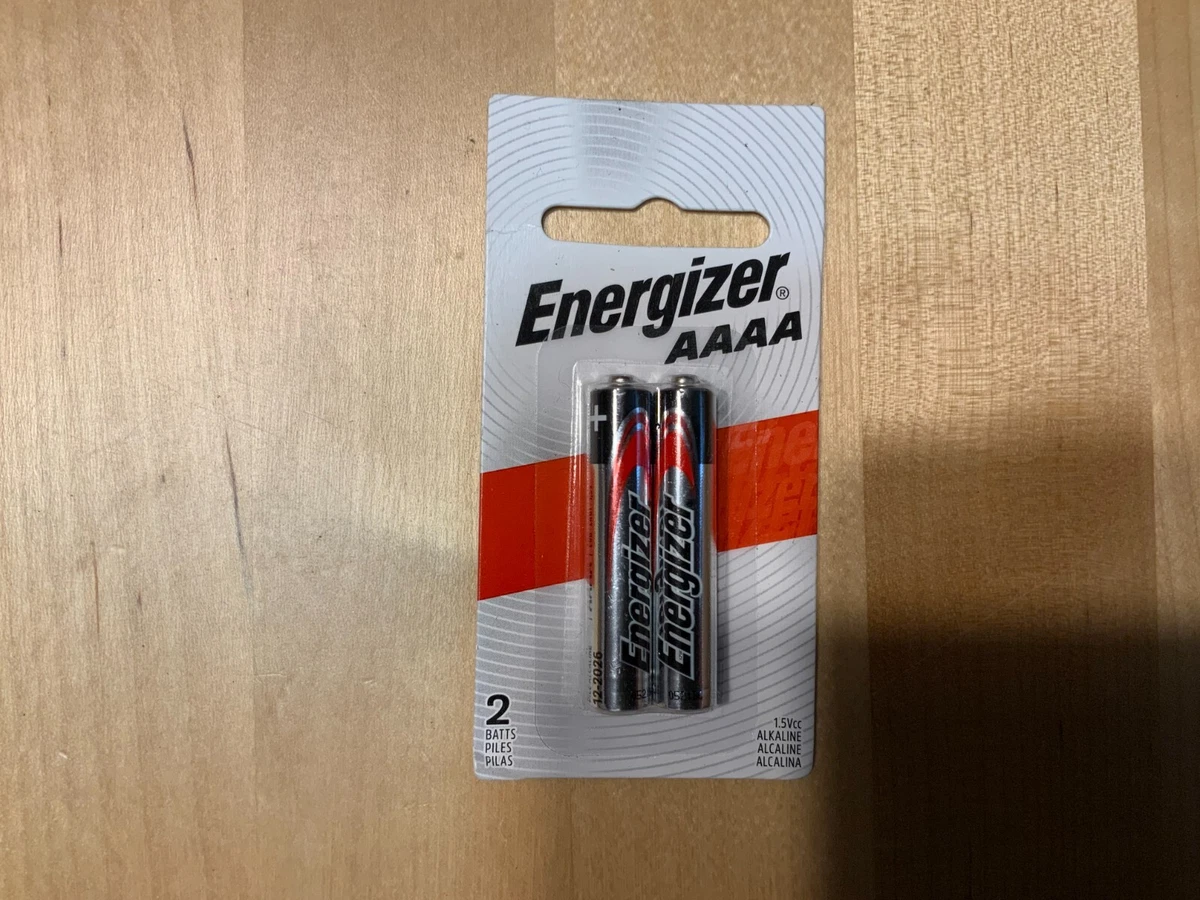 Energizer®
AAAA
+
Energizer
Energizer
12-2026
2
BATTS
PILES
PILAS
1.5Vcc
ALKALINE
ALCALINE
ALCALINA